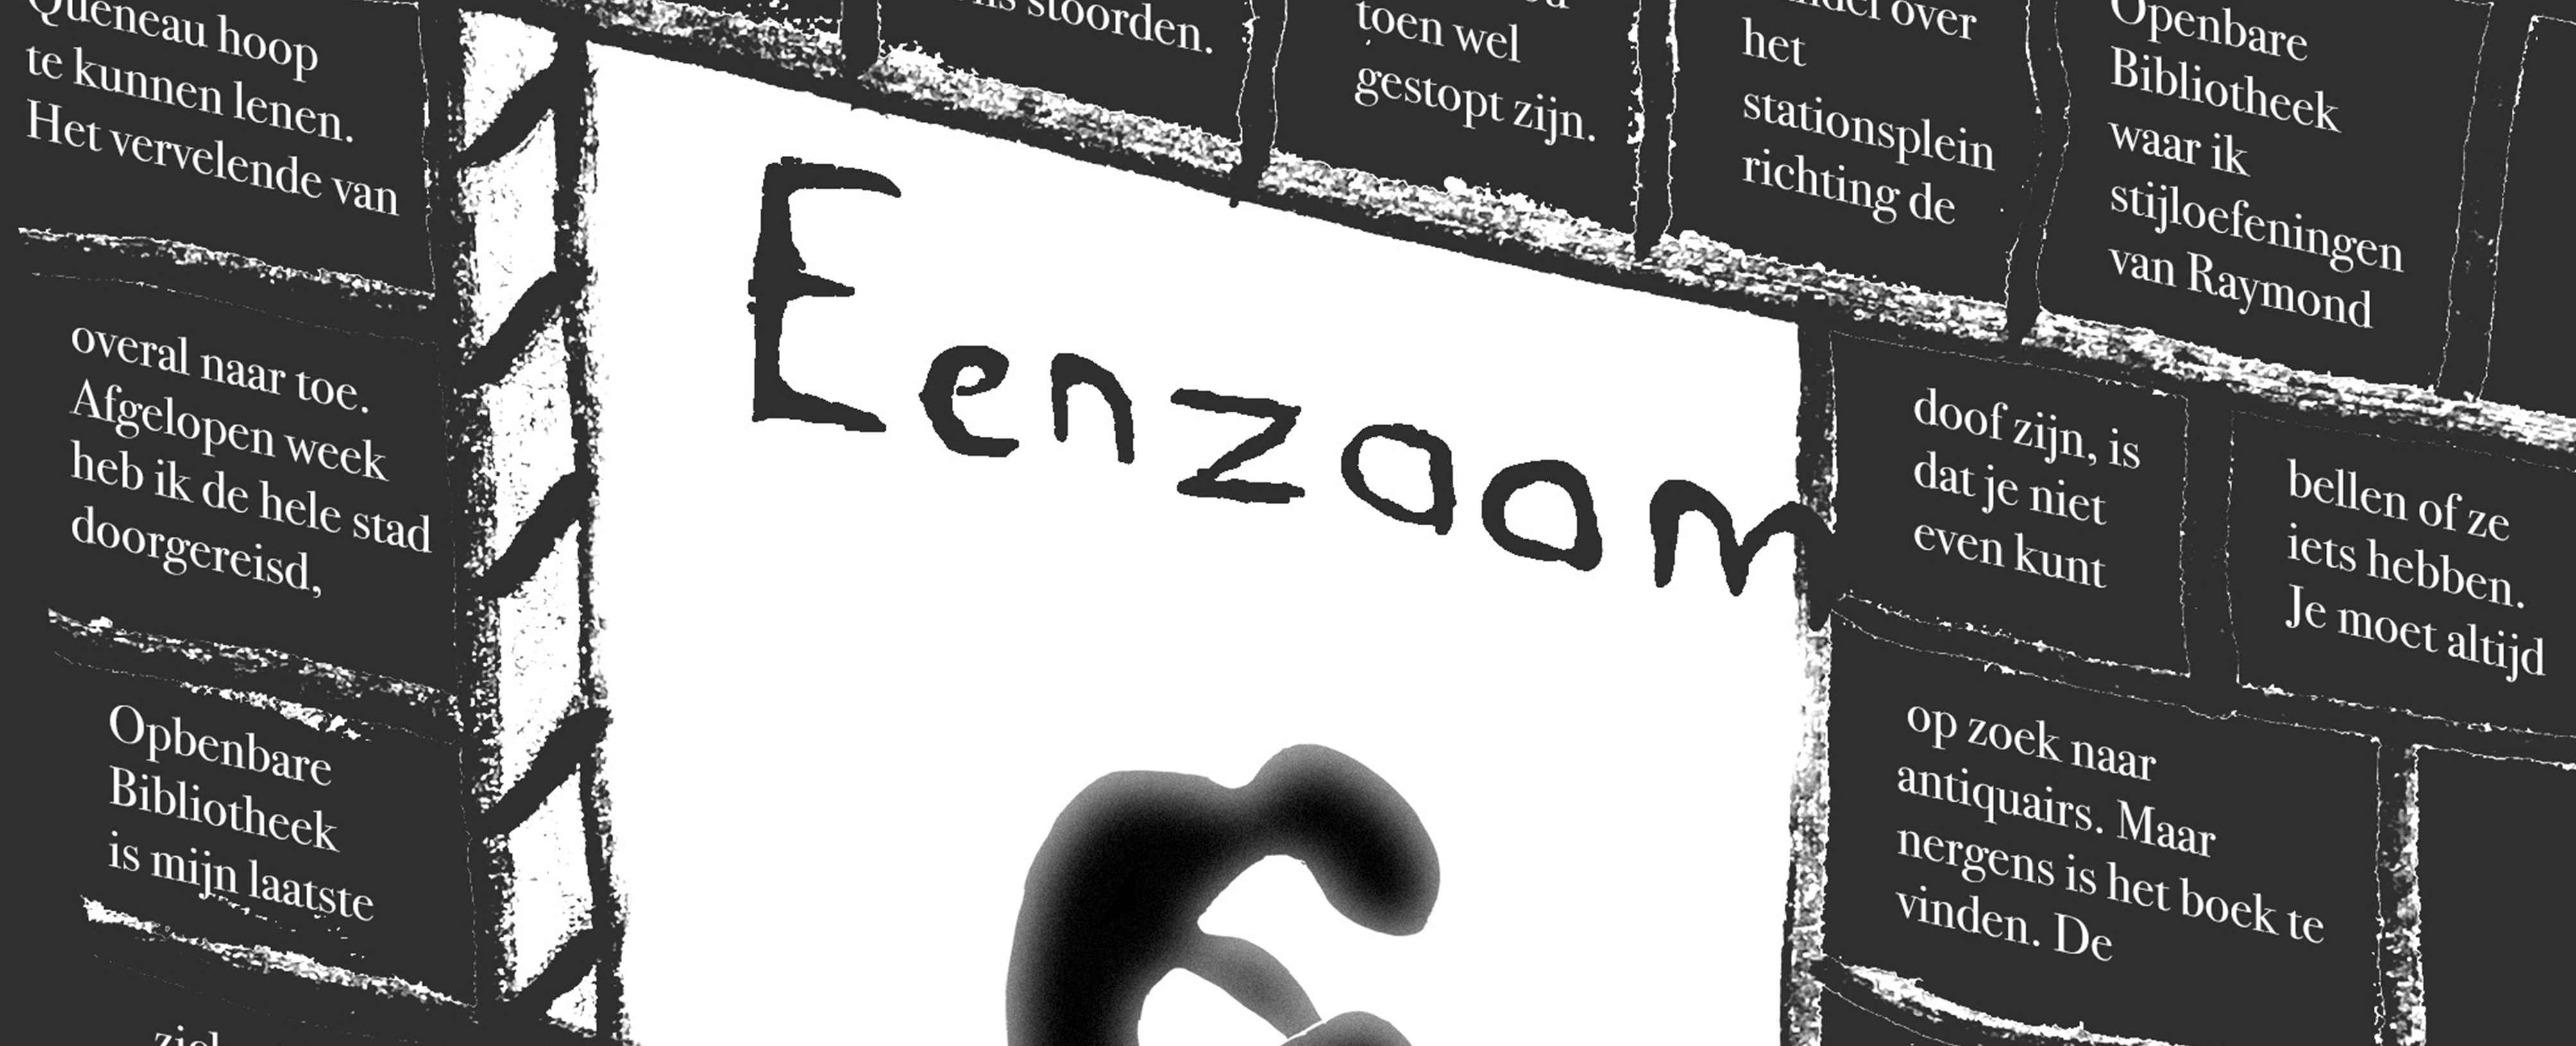 stoorden.
toen wel
gestopt zijn.
over
het
stationsplein
richting de
Openbare
Bibliotheek
waar ik
stijloefeningen
van Raymond
Queneau hoop
te kunnen lenen.
Het vervelende van
doof zijn, is
dat je niet
even kunt
bellen of ze
iets hebben.
Je moet altijd
overal naar toe.
Afgelopen week
heb ik de hele stad
doorgereisd,
op zoek naar
antiquairs. Maar
nergens is het boek te
vinden. De
Opbenbare
Bibliotheek
is mijn laatste
Eenzaam